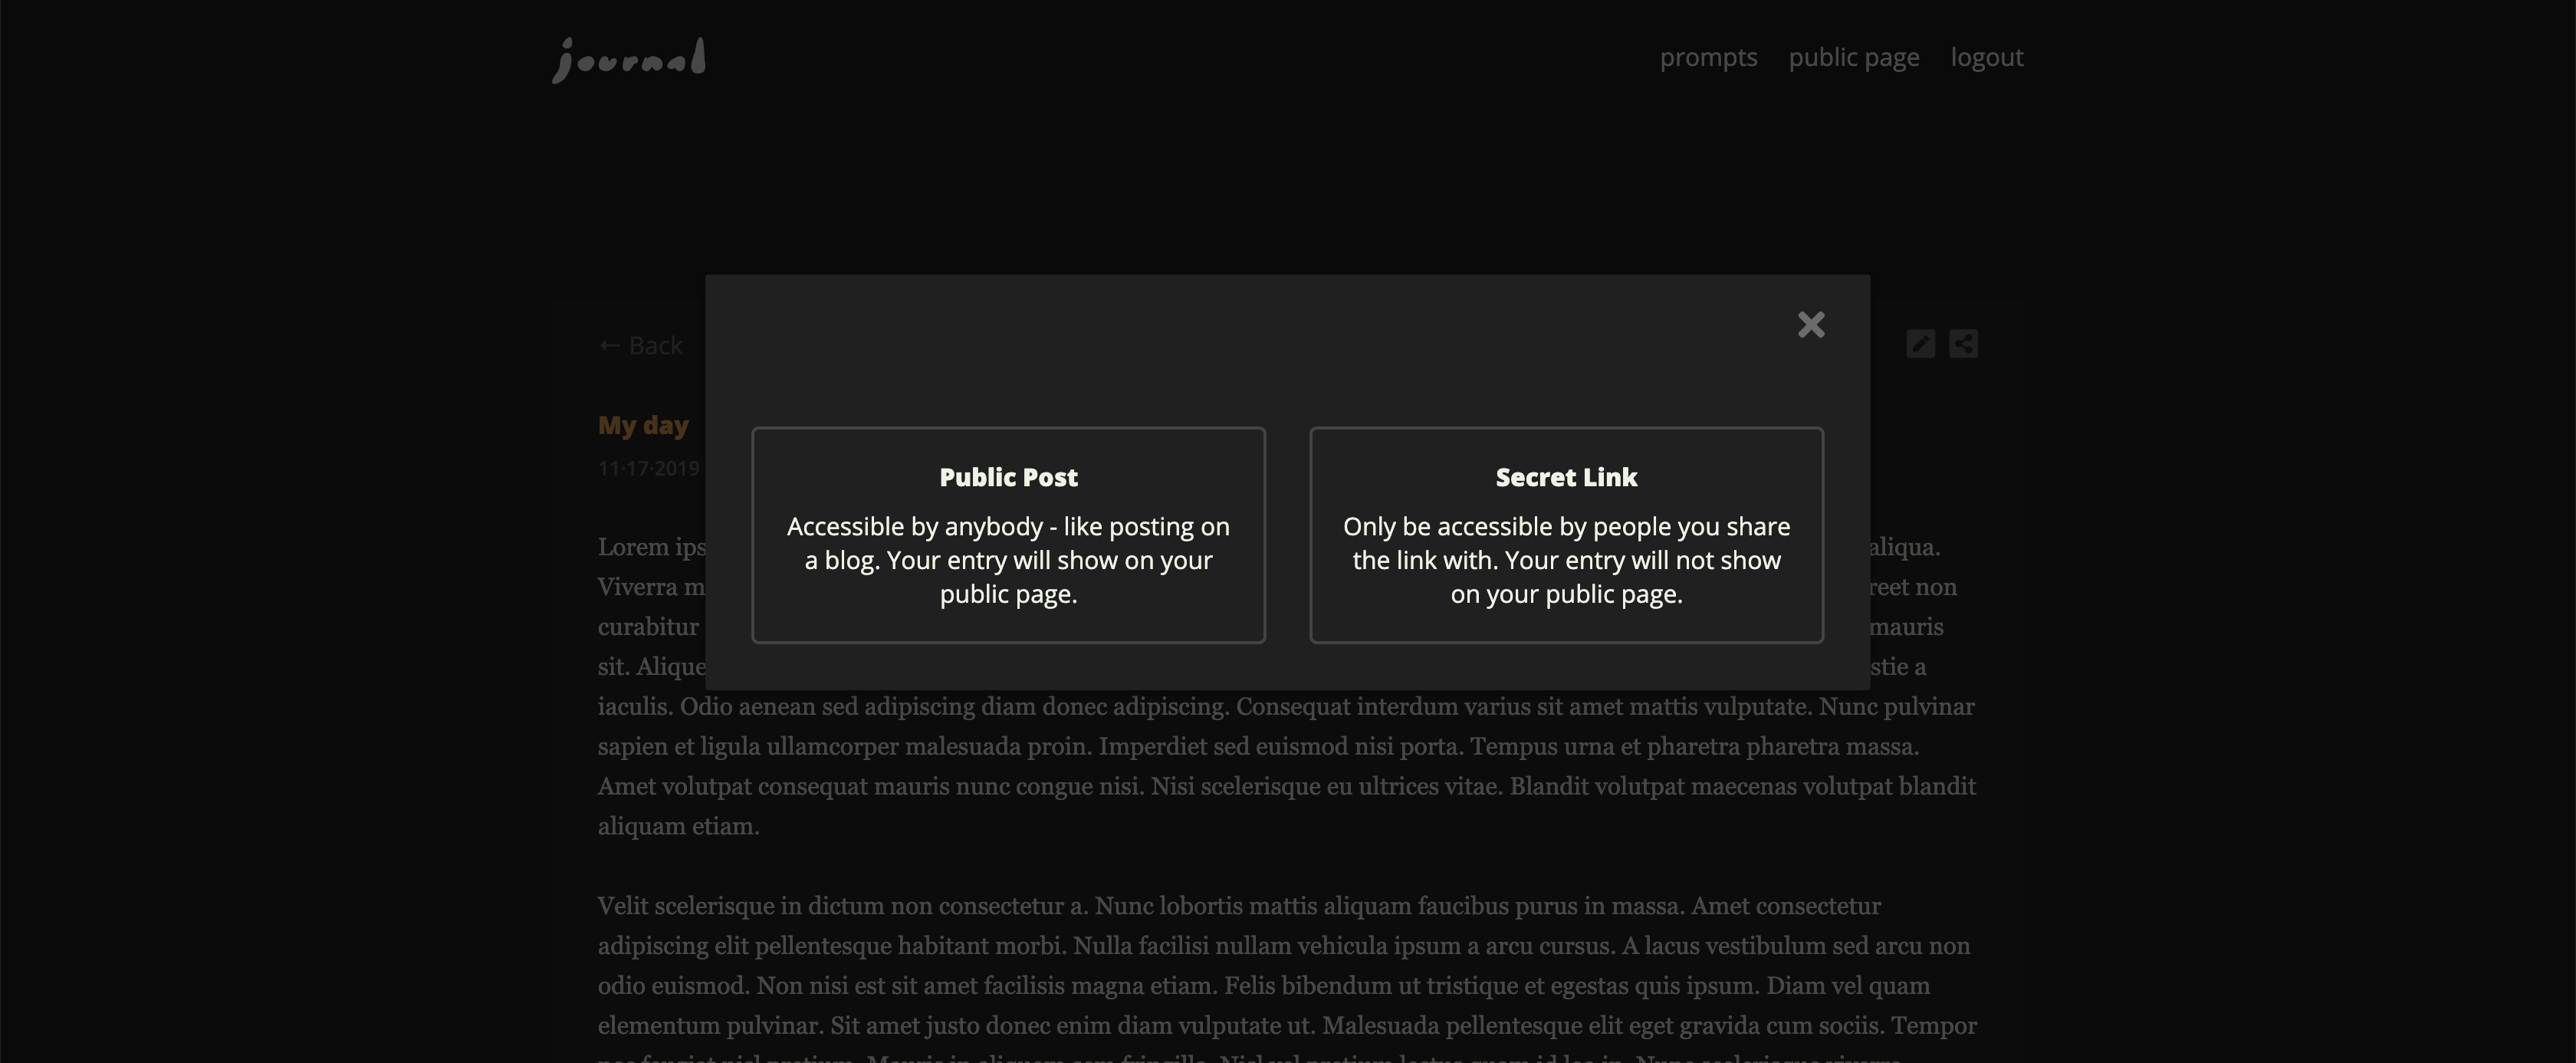 journal
prompts public page logout
← Back
My day
11·17·2019
Public Post
Accessible by anybody - like posting on
a blog. Your entry will show on your
public page.
Secret Link
Only be accessible by people you share
the link with. Your entry will not show
on your public page.
Lorem aliqua.
Viverra non
curabitur mauris
sit. a
iaculis. Odio aenean sed adipiscing diam donec adipiscing. Consequat interdum varius sit amet mattis vulputate. Nunc pulvinar
sapien et ligula ullamcorper malesuada proin. Imperdiet sed euismod nisi porta. Tempus urna et pharetra pharetra massa.
Amet volutpat consequat mauris nunc congue nisi. Nisi scelerisque eu ultrices vitae. Blandit volutpat maecenas volutpat blandit
aliquam etiam.
Velit scelerisque in dictum non consectetur a. Nunc lobortis mattis aliquam faucibus purus in massa. Amet consectetur
adipiscing elit pellentesque habitant morbi. Nulla facilisi nullam vehicula ipsum a arcu cursus. A lacus vestibulum sed arcu non
odio euismod. Non nisi est sit amet facilisis magna etiam. Felis bibendum ut tristique et egestas quis ipsum. Diam vel quam
elementum pulvinar. Sit amet justo donec enim diam vulputate ut. Malesuada pellentesque elit eget gravida cum sociis. Tempor